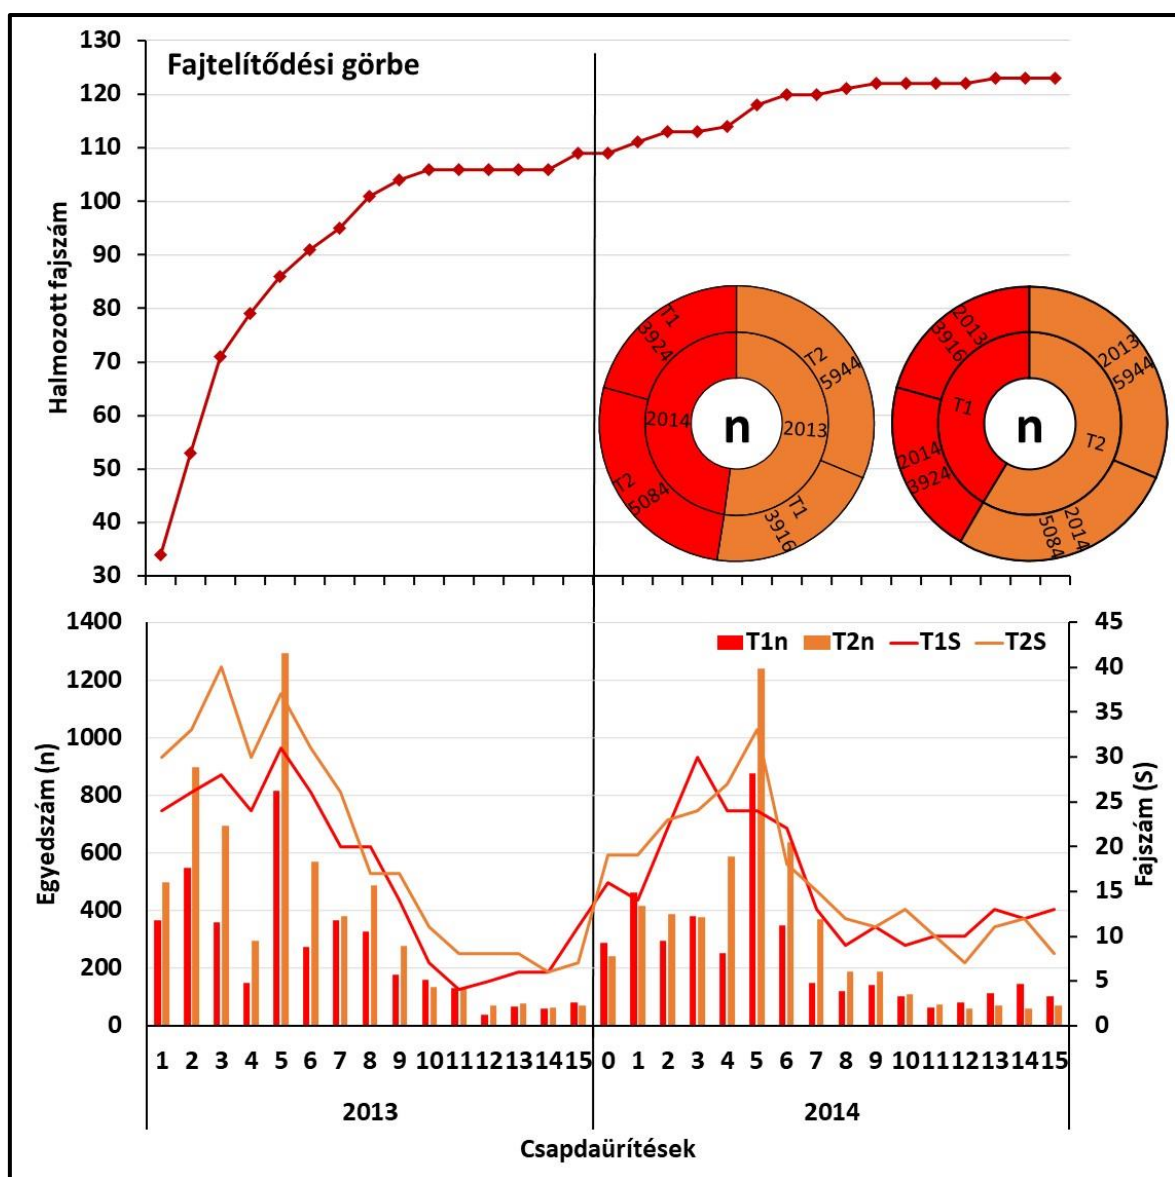 Fajtelítődési görbe
Halmozott fajszám
130
120
110
100
90
80
70
60
50
40
30
n
2013
T2
5944
T1
3916
2014
T2
5084
T1
3924
n
T2
2013
5944
2014
5084
T1
2014
3924
2013
3916
T1n T2n T1S T2S
Egyedszám (n)
1400
1200
1000
800
600
400
200
0
Fajszám (S)
45
40
35
30
25
20
15
10
5
0
1 2 3 4 5 6 7 8 9 10 11 12 13 14 15 0 1 2 3 4 5 6 7 8 9 10 11 12 13 14 15
2013 2014
Csapdaürítések